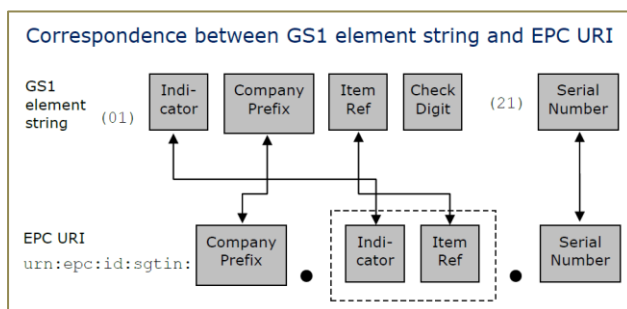 Correspondence between GS1 element string and EPC URI
GS1
element
string
(01)
Indi-
cator
Company
Prefix
Item
Ref
Check
Digit
(21)
Serial
Number
EPC URI
urn:epc:id:sgtin:
Company
Prefix
Indi-
cator
Item
Ref
Serial
Number